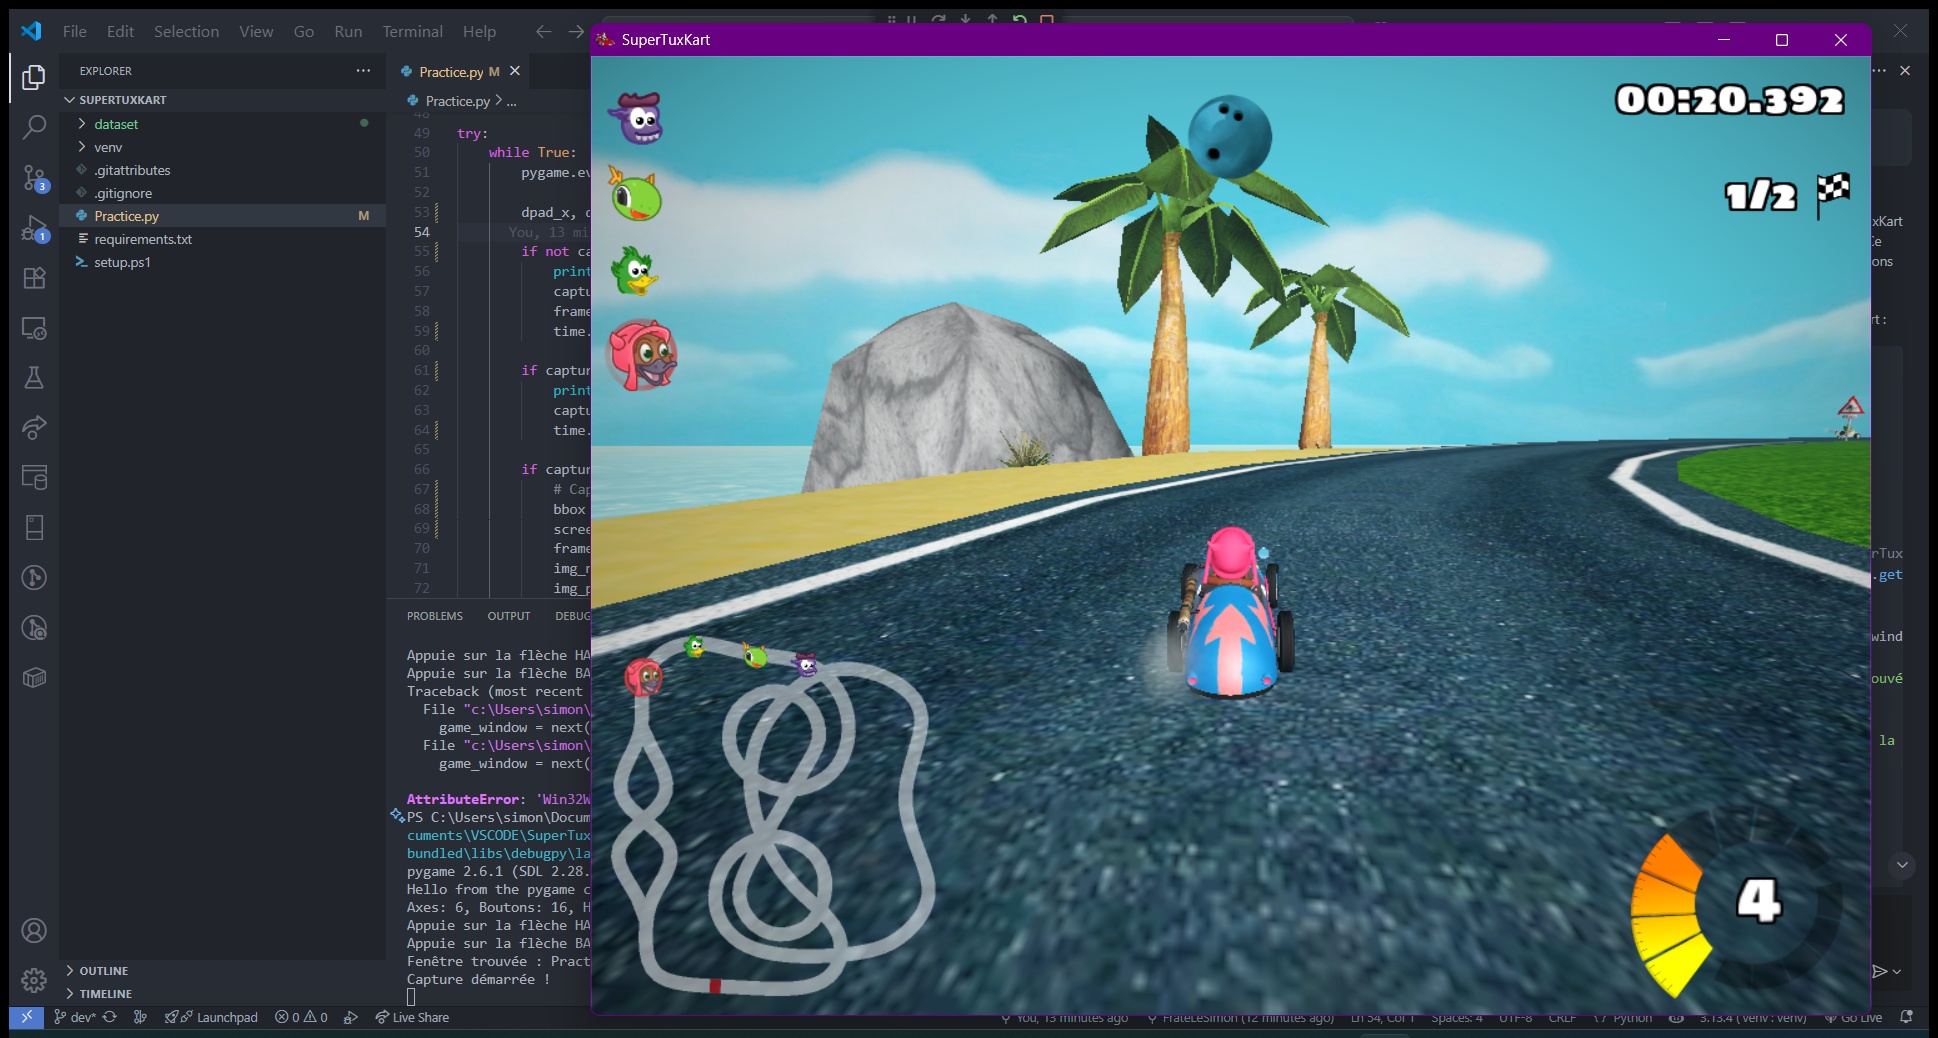 File Edit Selection View Go Run Terminal Help
EXPLORER
SUPERTUXKART
dataset
venv
.gitattributes
.gitignore
Practice.py M
requirements.txt
setup.ps1
OUTLINE
TIMELINE
3
1
Practice.py M
Practice.py > ...
48
49 try:
50 while True:
51 pygame.ev
52
53 dpad_x, d
54 You, 13 mi
55 if not ca
56 print
57 captu
58 frame
59 time.
60
61 if captur
62 print
63 captu
64 time.
65
66 if captur
67 # Cap
68 bbox
69 scree
70 frame
71 img_r
72 img_p
PROBLEMS OUTPUT DEBUG
Appuie sur la flèche HA
Appuie sur la flèche BA
Traceback (most recent
File "c:\Users\simon\
game_window = next(
File "c:\Users\simon\
game_window = next(
AttributeError: 'Win32W
PS C:\Users\simon\Docum
cuments\VSCODE\SuperTux
bundled\libs\debugpy\la
pygame 2.6.1 (SDL 2.28.
Hello from the pygame c
Axes: 6, Boutons: 16, H
Appuie sur la flèche HA
Appuie sur la flèche BA
Fenêtre trouvée : Pract
Capture démarrée !
SuperTuxKart
00:20.392
1/2
4
xKart
ions
t:
rTux
.get
wind
ouvé
la
dev* Launchpad 0 0 Live Share
You, 13 minutes ago FrateLeSimon (12 minutes ago) Ln 54, Col 1 Spaces: 4 UTF-8 CRLF Python 3.13.4 (venv: venv) Go Live